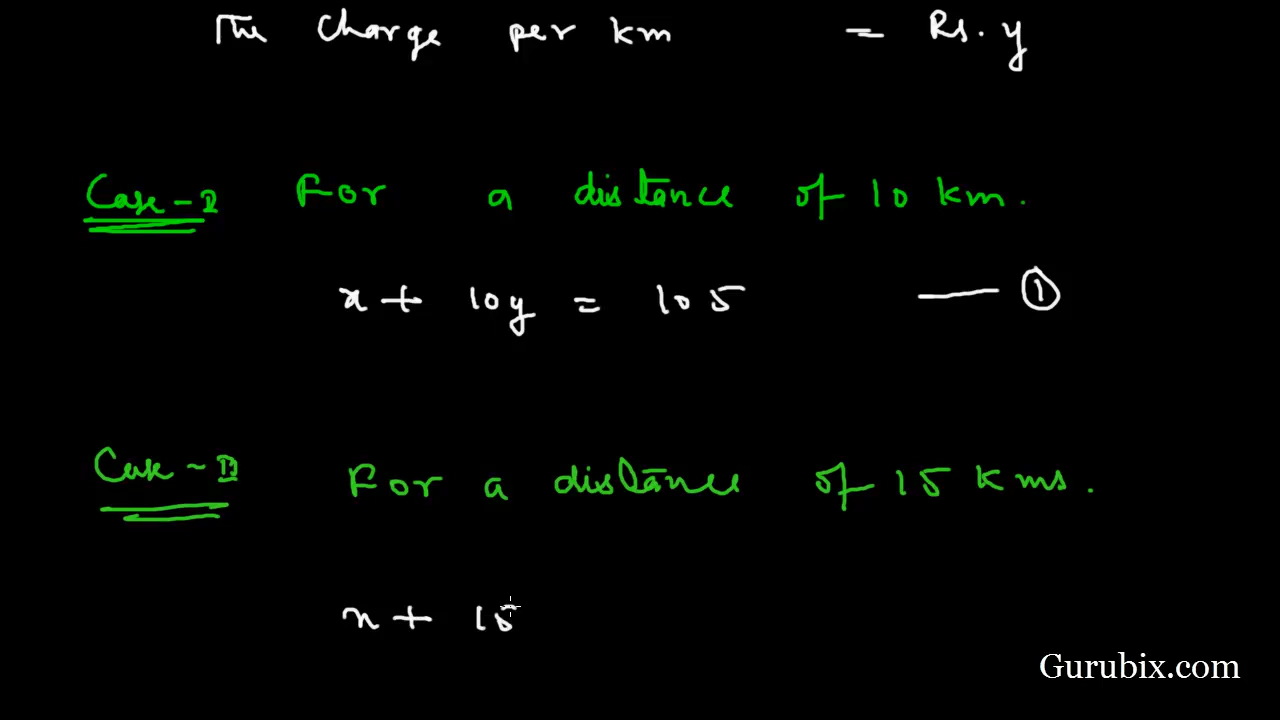 The Charge per km = Rs. y
Case - I For a distance of 10 km.
x + 10y = 105 — ①
Case - II For a distance of 15 kms.
x + 15
Gurubix.com